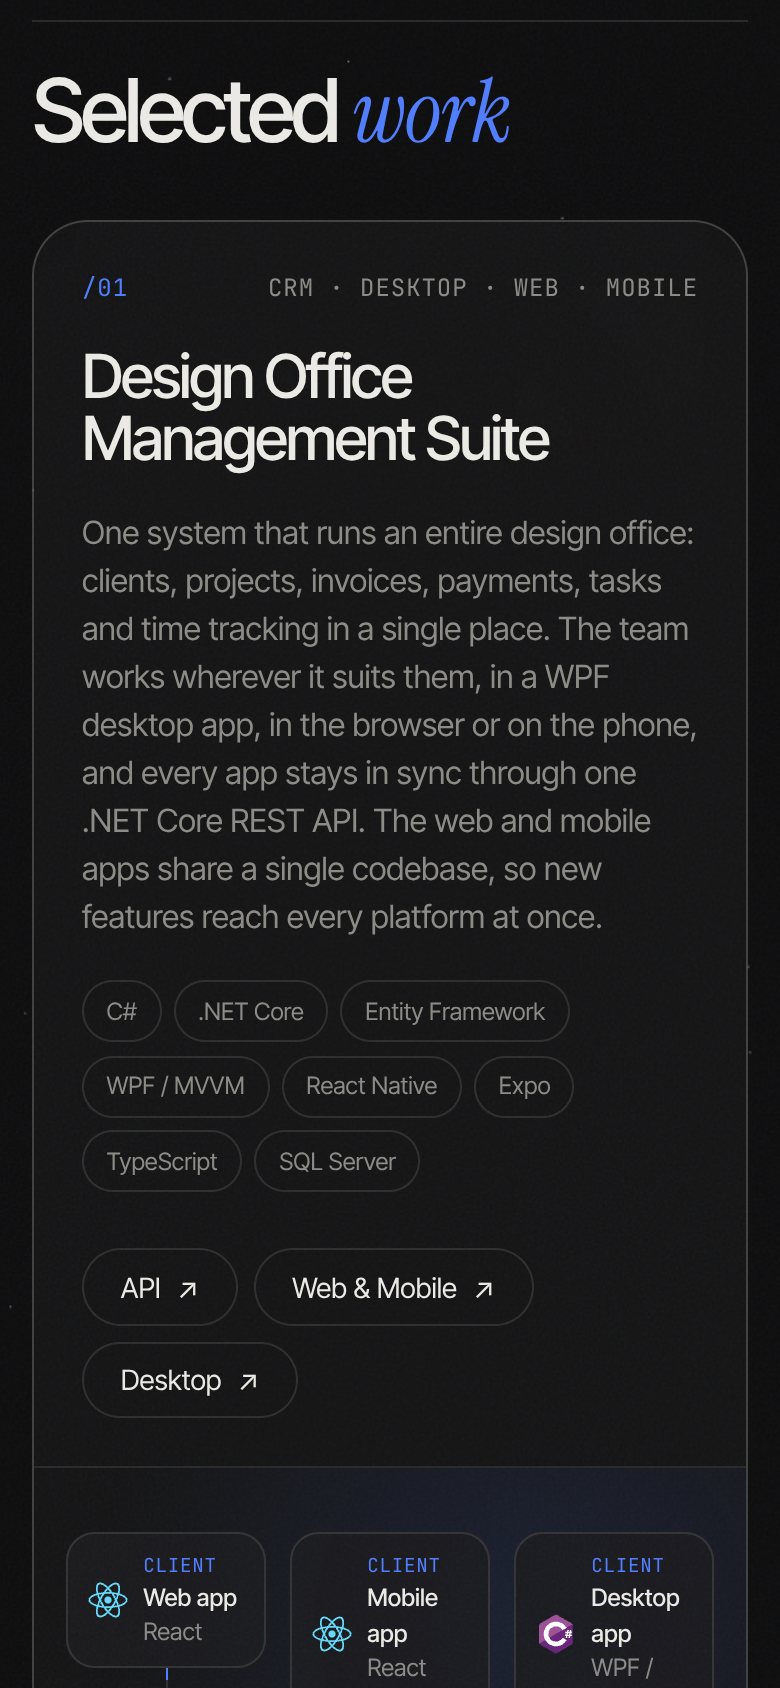 Selected work
/01 CRM · DESKTOP · WEB · MOBILE
Design Office
Management Suite
One system that runs an entire design office:
clients, projects, invoices, payments, tasks
and time tracking in a single place. The team
works wherever it suits them, in a WPF
desktop app, in the browser or on the phone,
and every app stays in sync through one
.NET Core REST API. The web and mobile
apps share a single codebase, so new
features reach every platform at once.
C# .NET Core Entity Framework
WPF / MVVM React Native Expo
TypeScript SQL Server
API ↗ Web & Mobile ↗
Desktop ↗
CLIENT
Web app
React
CLIENT
Mobile
app
React
C#
CLIENT
Desktop
app
WPF /